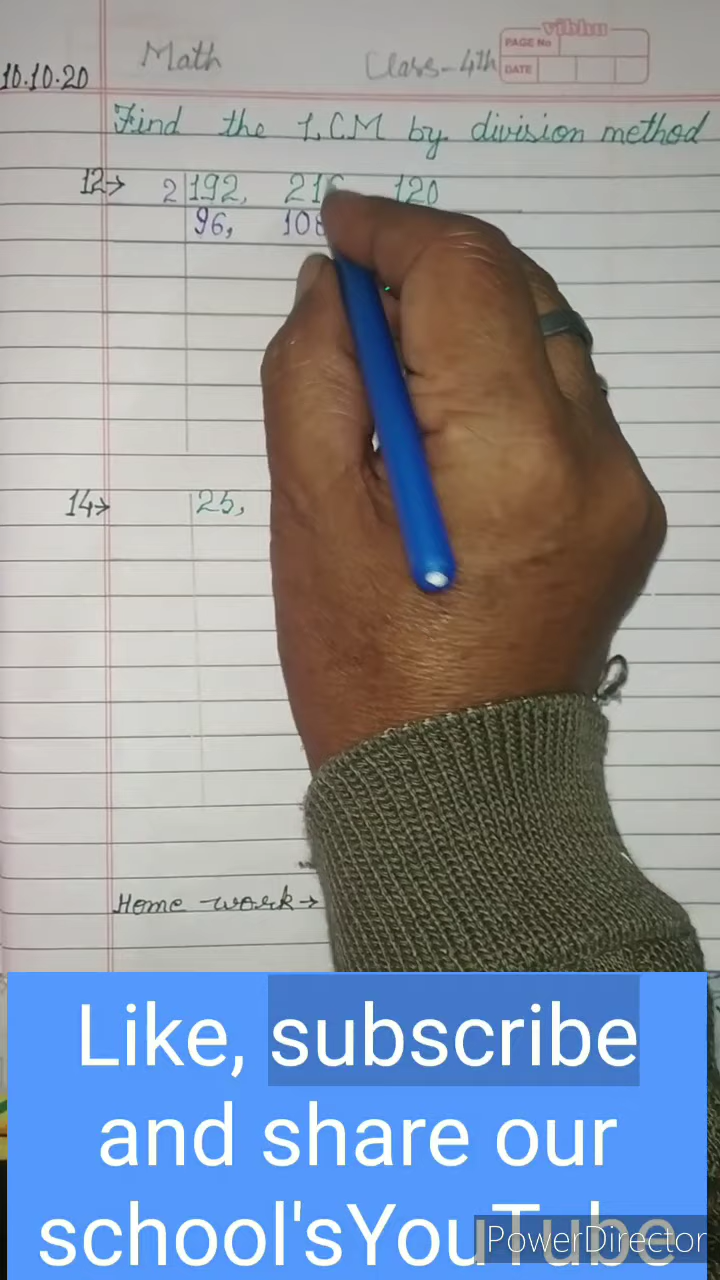 vibhu
PAGE No
DATE
10.10.20 Math Class-4th
Find the L.C.M by division method
12→ 2 192, 216 120
96, 108
14→ 25,
Home-work→
Like, subscribe
and share our
school'sYouTube
PowerDirector